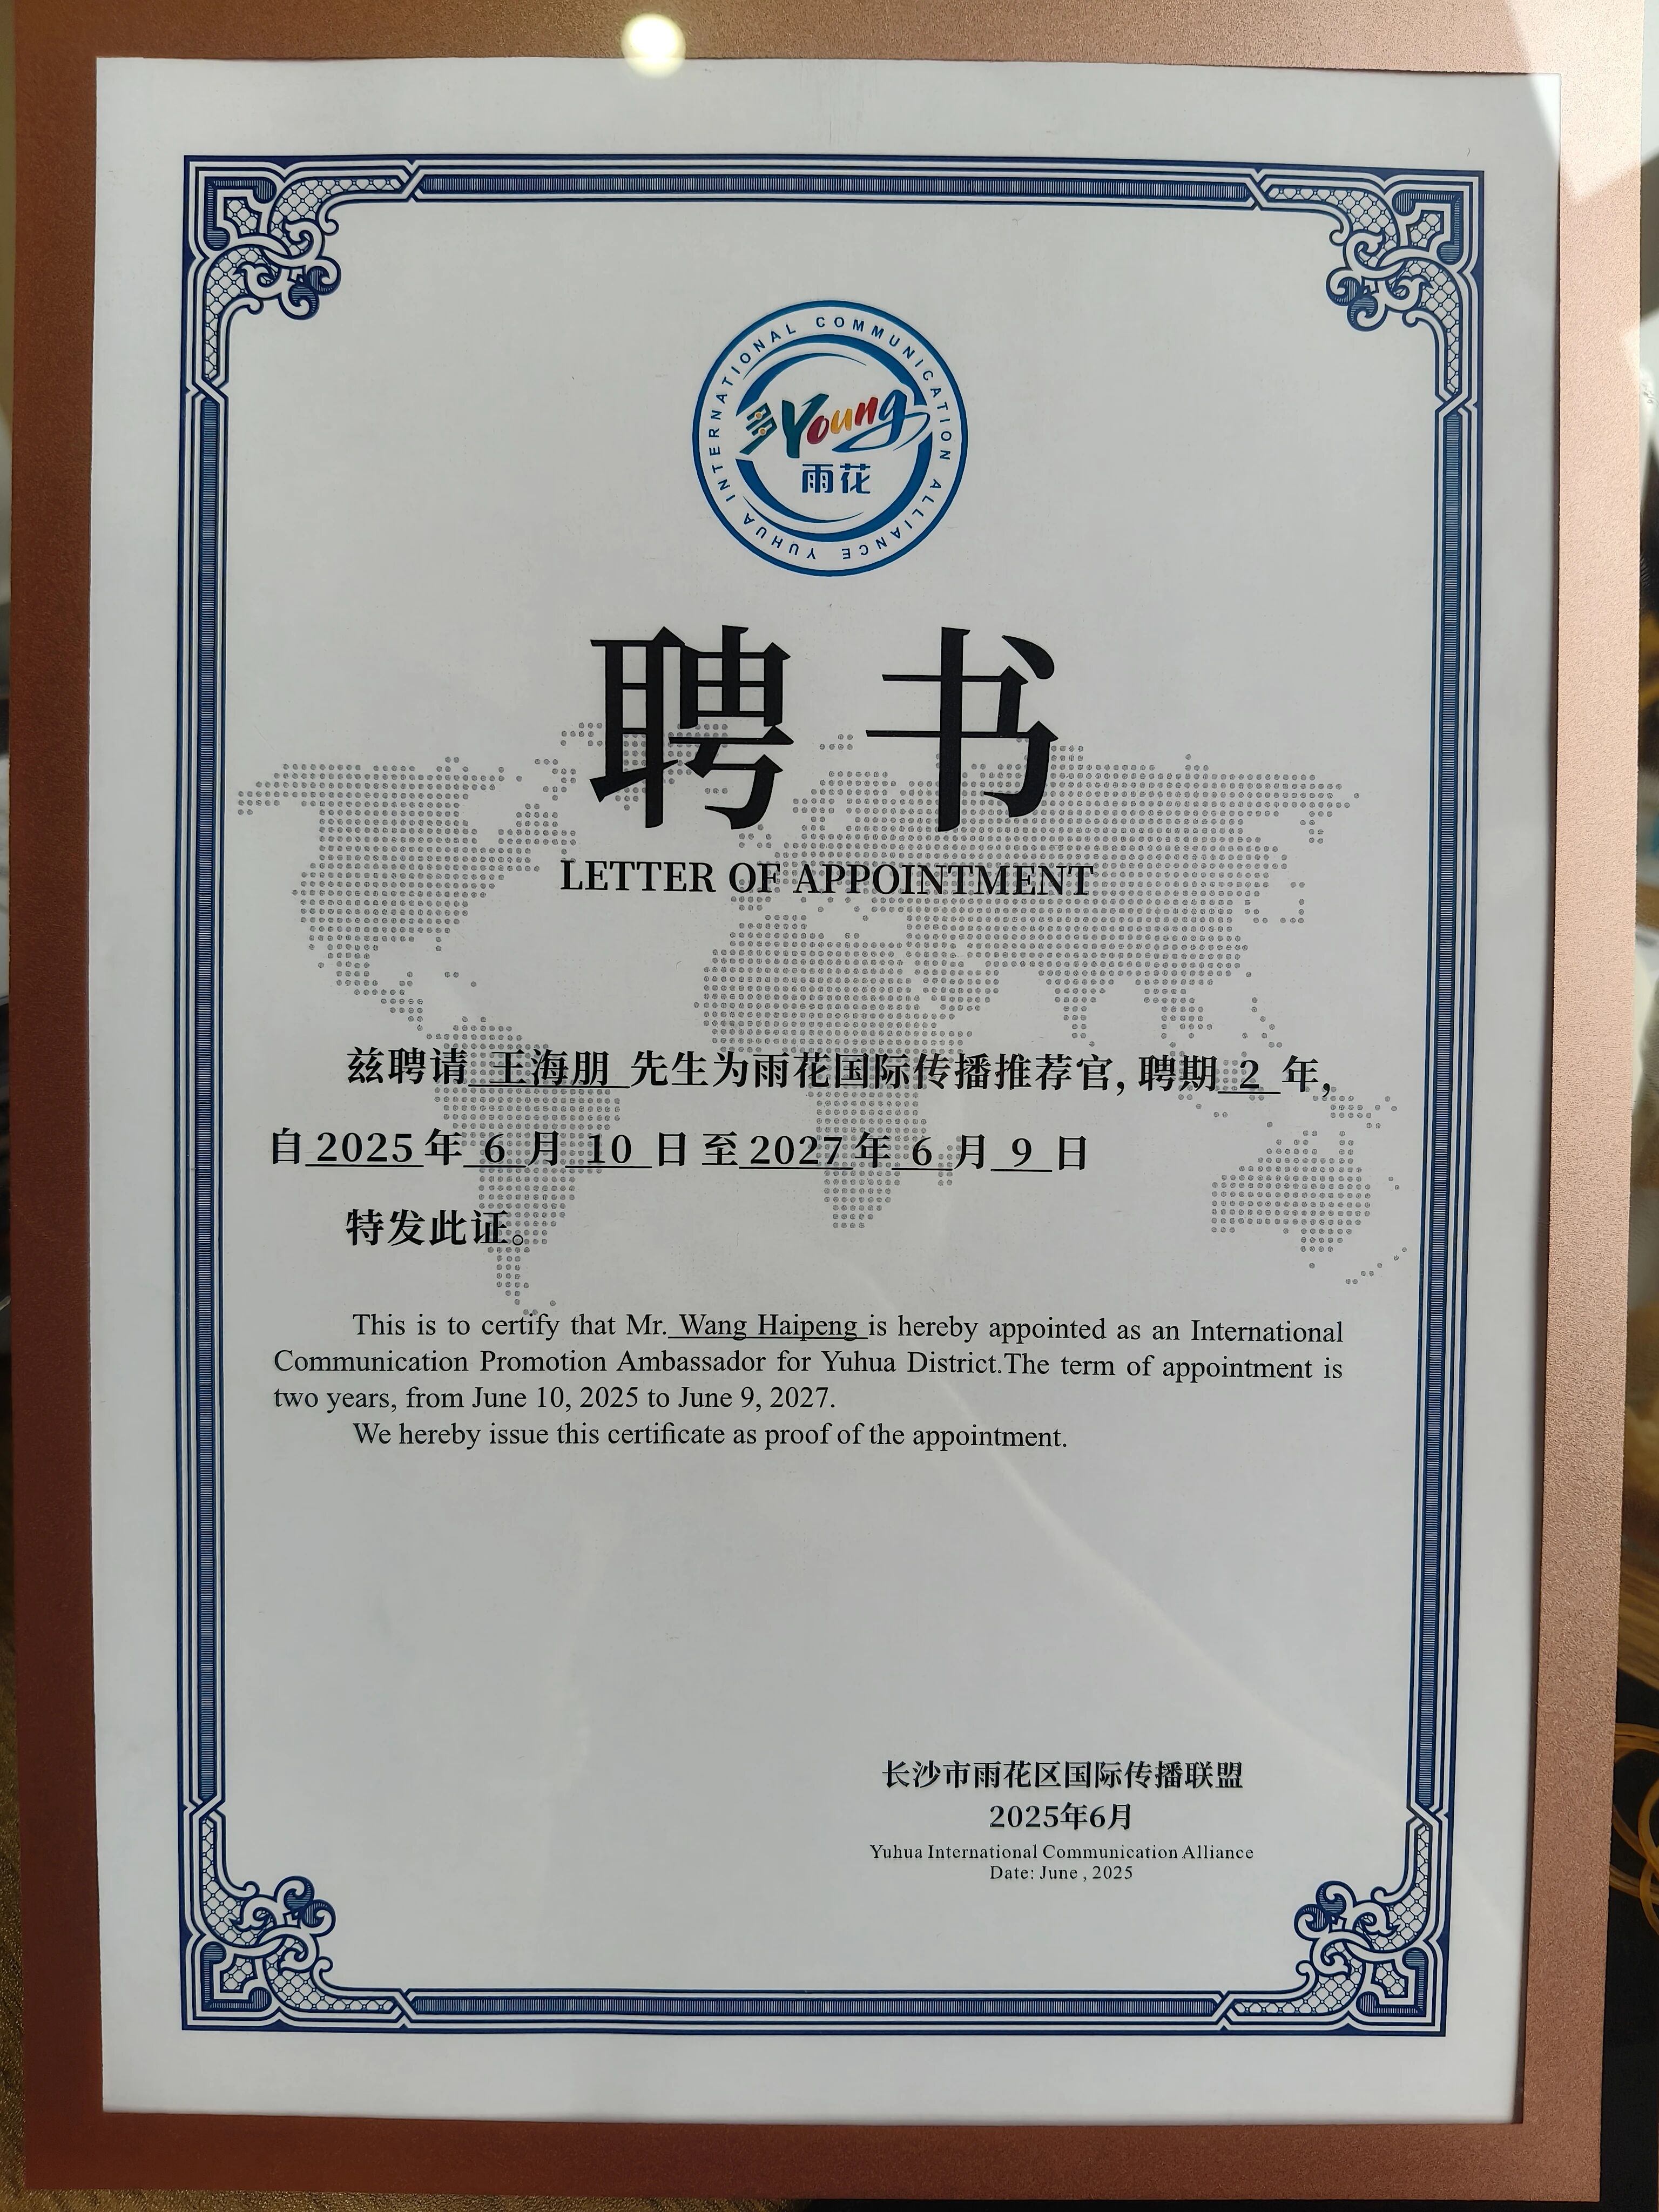 YUHUA INTERNATIONAL COMMUNICATION ALLIANCE
Young
雨花
聘书
LETTER OF APPOINTMENT
兹聘请 王海朋 先生为雨花国际传播推荐官, 聘期 2 年,
自 2025 年 6 月 10 日 至 2027 年 6 月 9 日
特发此证。
This is to certify that Mr. Wang Haipeng is hereby appointed as an International
Communication Promotion Ambassador for Yuhua District.The term of appointment is
two years, from June 10, 2025 to June 9, 2027.
We hereby issue this certificate as proof of the appointment.
长沙市雨花区国际传播联盟
2025年6月
Yuhua International Communication Alliance
Date: June , 2025